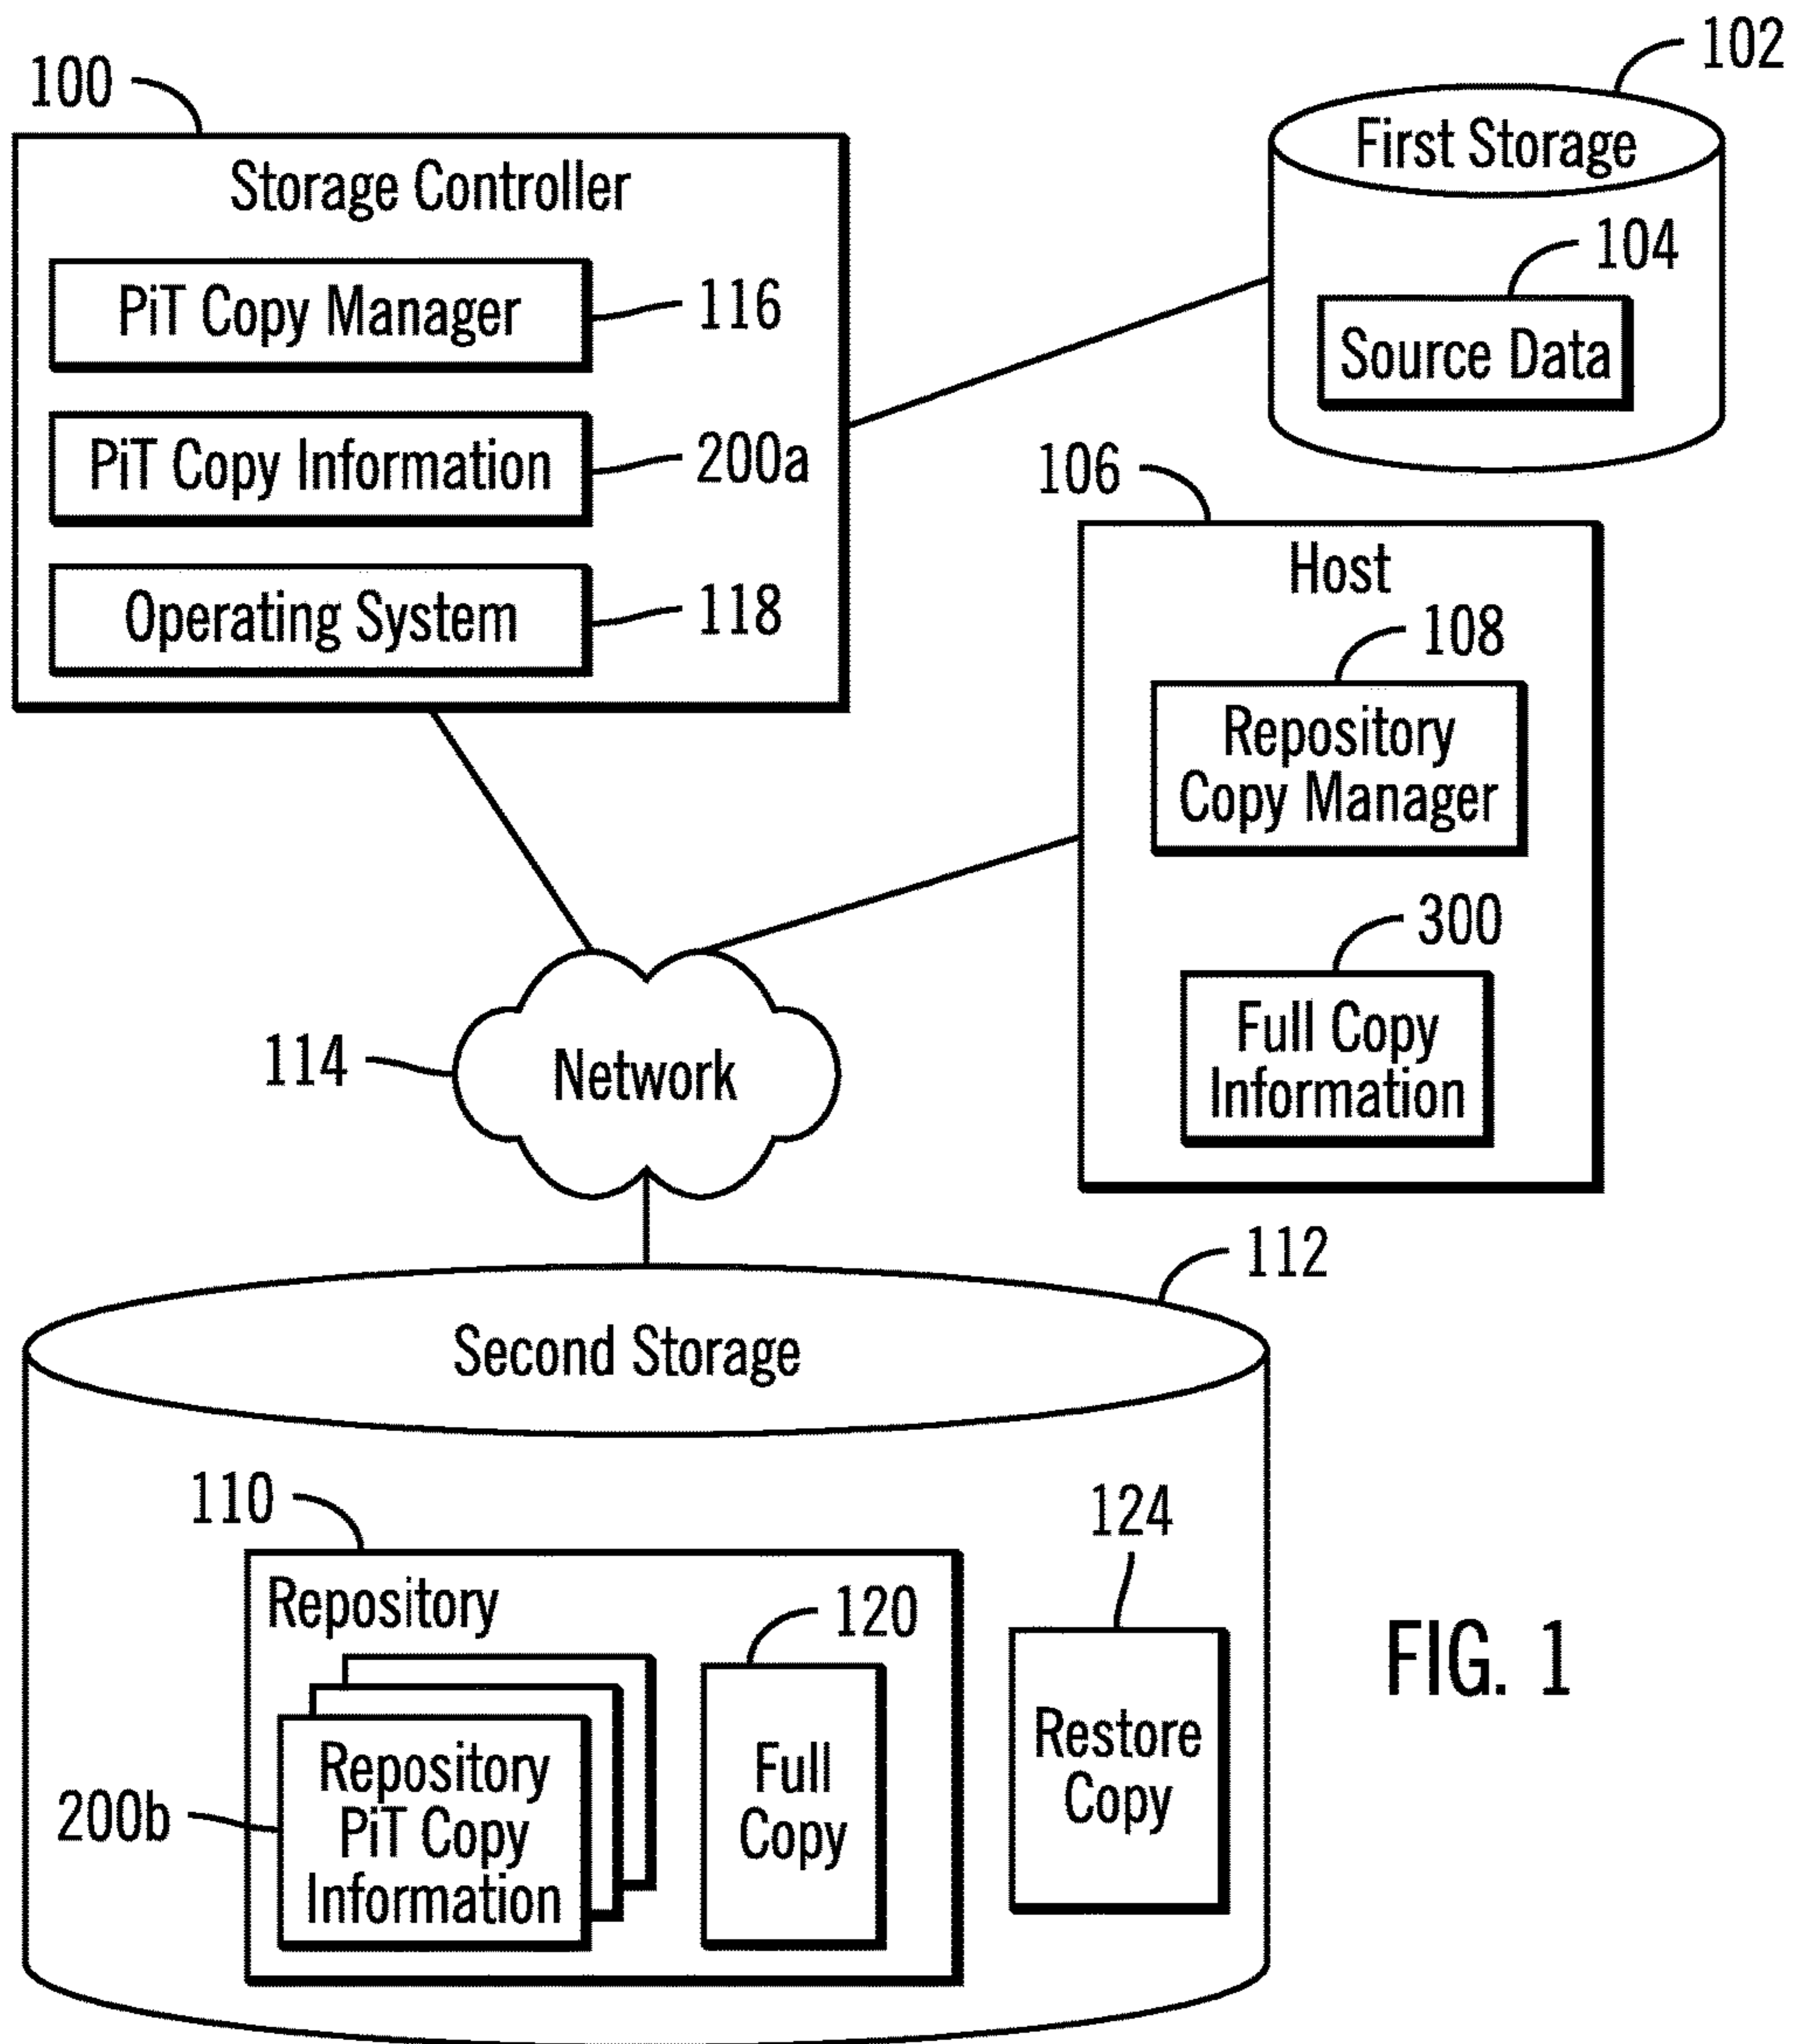 100
Storage Controller
PiT Copy Manager
116
PiT Copy Information
200a
Operating System
118
102
First Storage
104
Source Data
106
Host
108
Repository
Copy Manager
300
Full Copy
Information
114
Network
112
Second Storage
110
Repository
200b
Repository
PiT Copy
Information
120
Full
Copy
124
Restore
Copy
FIG. 1